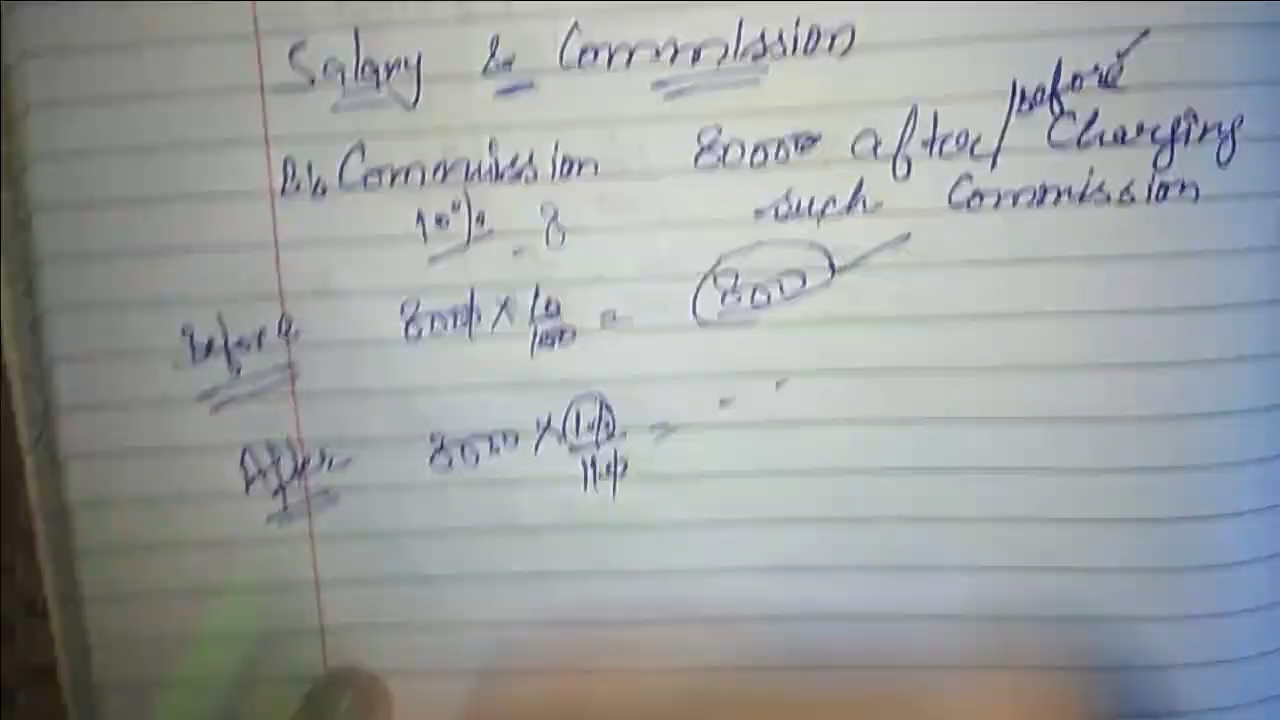 Salary & Commission
Commission 8000 after/before Charging
10% 8 such Commission
Before 8000 × 10/100 = 800
After 8000 × 10/110 =